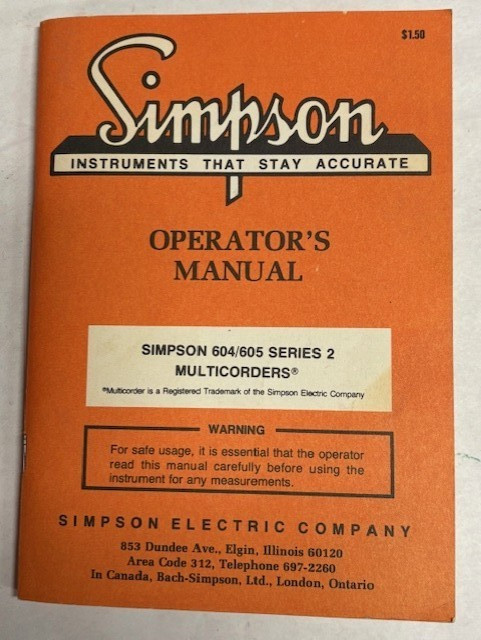 $1.50
Simpson
INSTRUMENTS THAT STAY ACCURATE
OPERATOR'S
MANUAL
SIMPSON 604/605 SERIES 2
MULTICORDERS®
®Multicorder is a Registered Trademark of the Simpson Electric Company
WARNING
For safe usage, it is essential that the operator
read this manual carefully before using the
instrument for any measurements.
SIMPSON ELECTRIC COMPANY
853 Dundee Ave., Elgin, Illinois 60120
Area Code 312, Telephone 697-2260
In Canada, Bach-Simpson, Ltd., London, Ontario